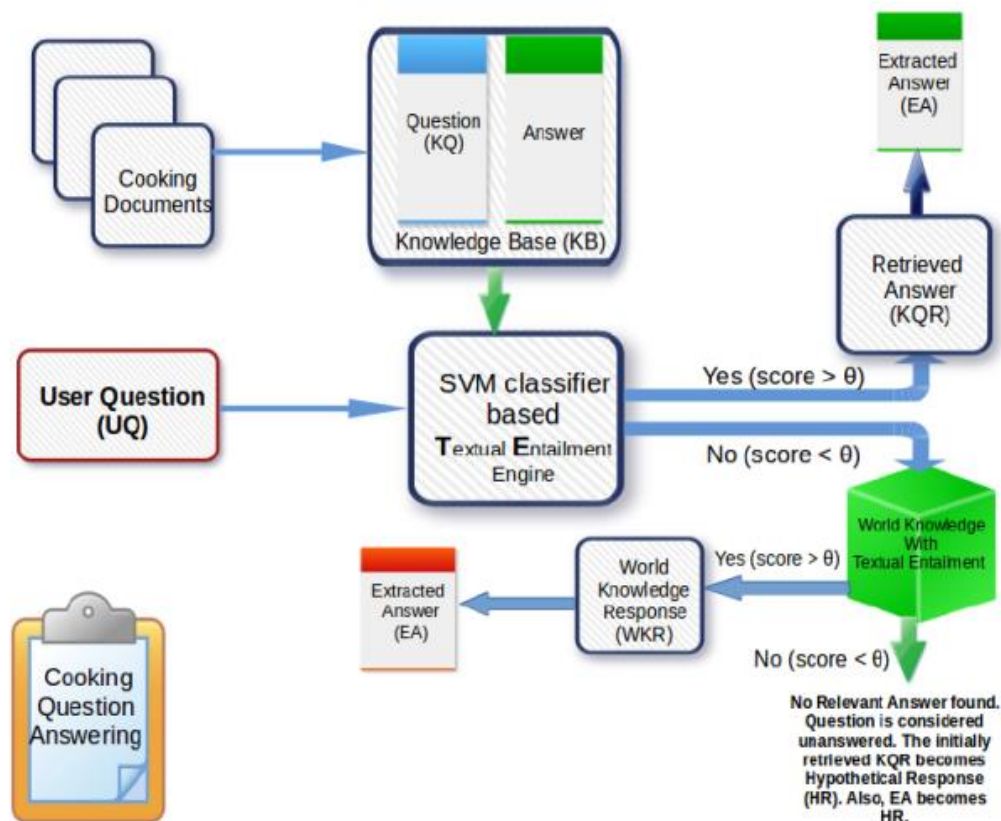 Cooking
Documents
Question
(KQ)
Answer
Knowledge Base (KB)
Extracted
Answer
(EA)
Retrieved
Answer
(KQR)
User Question
(UQ)
SVM classifier
based
Textual Entailment
Engine
Yes (score > θ)
No (score < θ)
World Knowledge
With
Textual Entailment
Yes (score > θ)
World
Knowledge
Response
(WKR)
Extracted
Answer
(EA)
No (score < θ)
No Relevant Answer found.
Question is considered
unanswered. The initially
retrieved KQR becomes
Hypothetical Response
(HR). Also, EA becomes
HR.
Cooking
Question
Answering